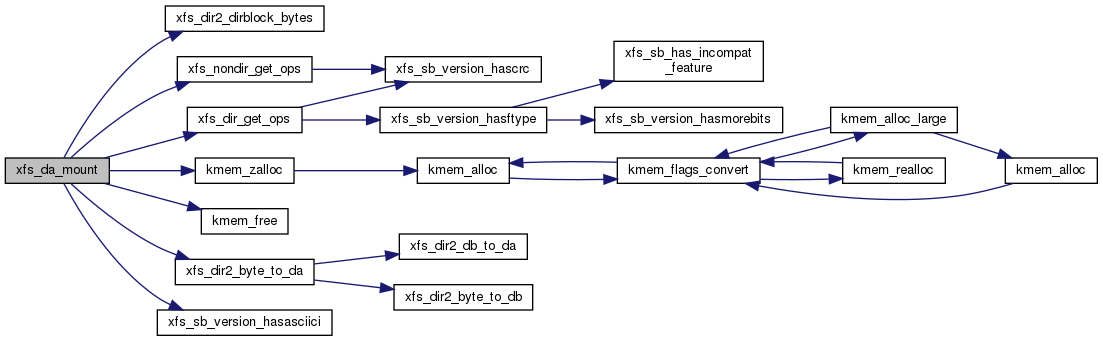 xfs_da_mount
xfs_dir2_dirblock_bytes
xfs_nondir_get_ops
xfs_dir_get_ops
kmem_zalloc
kmem_free
xfs_dir2_byte_to_da
xfs_sb_version_hasasciici
xfs_sb_version_hascrc
xfs_sb_version_hasftype
kmem_alloc
xfs_dir2_db_to_da
xfs_dir2_byte_to_db
xfs_sb_has_incompat
_feature
xfs_sb_version_hasmorebits
kmem_flags_convert
kmem_alloc_large
kmem_realloc
kmem_alloc